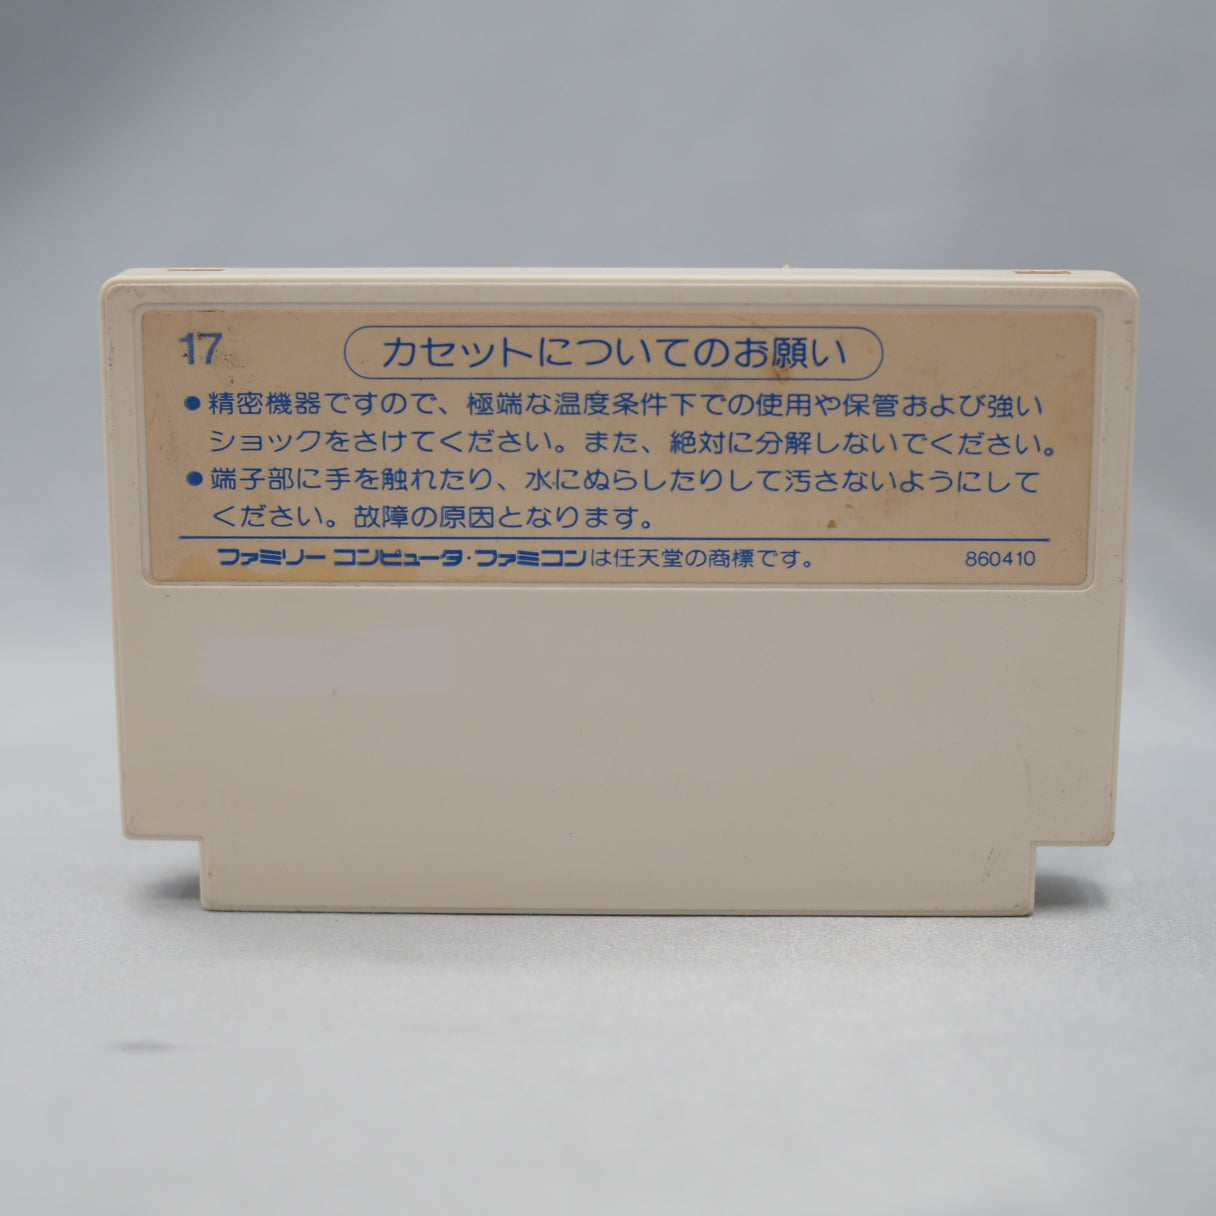 17
カセットについてのお願い
●精密機器ですので、極端な温度条件下での使用や保管および強い
ショックをさけてください。また、絶対に分解しないでください。
●端子部に手を触れたり、水にぬらしたりして汚さないようにして
ください。故障の原因となります。
ファミリー コンピュータ・ファミコンは任天堂の商標です。 860410